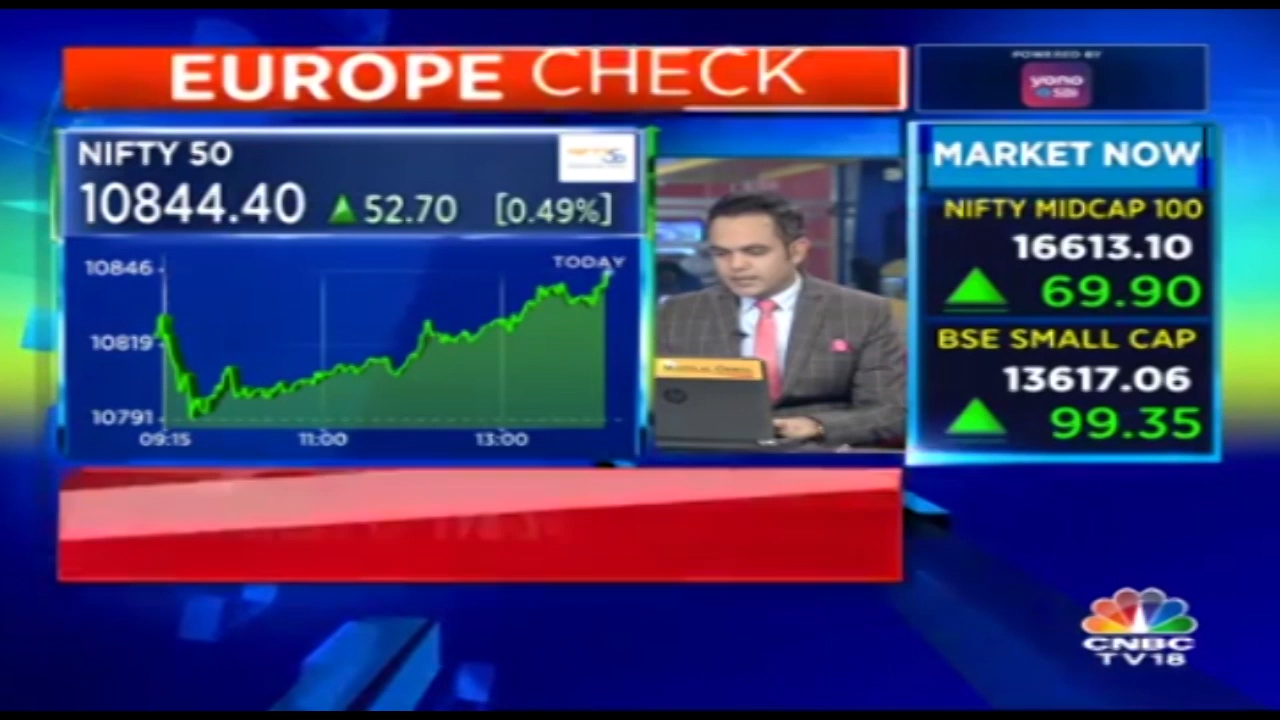 EUROPE CHECK
POWERED BY
yono
SBI
NIFTY 50
10844.40 ▲ 52.70 [0.49%]
TODAY
10846
10819
10791
09:15 11:00 13:00
MARKET NOW
NIFTY MIDCAP 100
16613.10
▲ 69.90
BSE SMALL CAP
13617.06
▲ 99.35
hp
CNBC
TV18